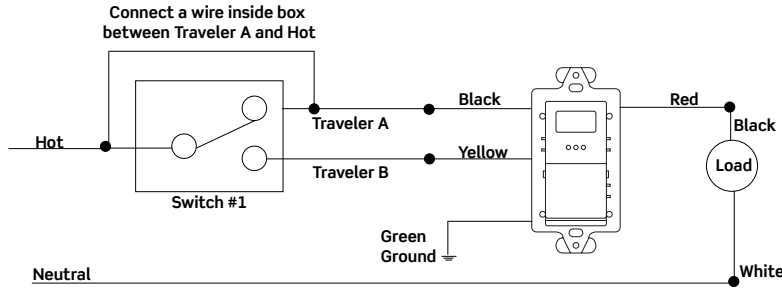 Connect a wire inside box
between Traveler A and Hot
Hot
Switch #1
Traveler A
Traveler B
Black
Yellow
Green
Ground
Red
Black
Load
White
Neutral